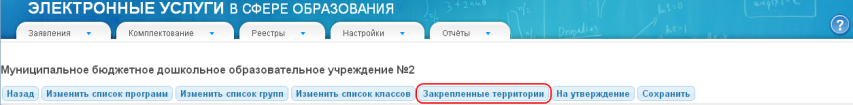 ЭЛЕКТРОННЫЕ УСЛУГИ В СФЕРЕ ОБРАЗОВАНИЯ
Заявления Комплектование Реестры Настройки Отчёты ?
Муниципальное бюджетное дошкольное образовательное учреждение №2
Назад Изменить список программ Изменить список групп Изменить список классов Закрепленные территории На утверждение Сохранить